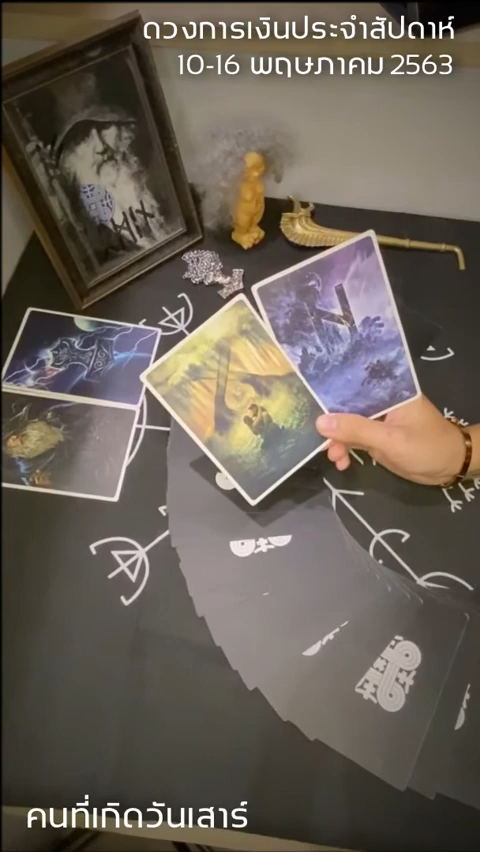 ดวงการเงินประจำสัปดาห์
10-16 พฤษภาคม 2563
คนที่เกิดวันเสาร์